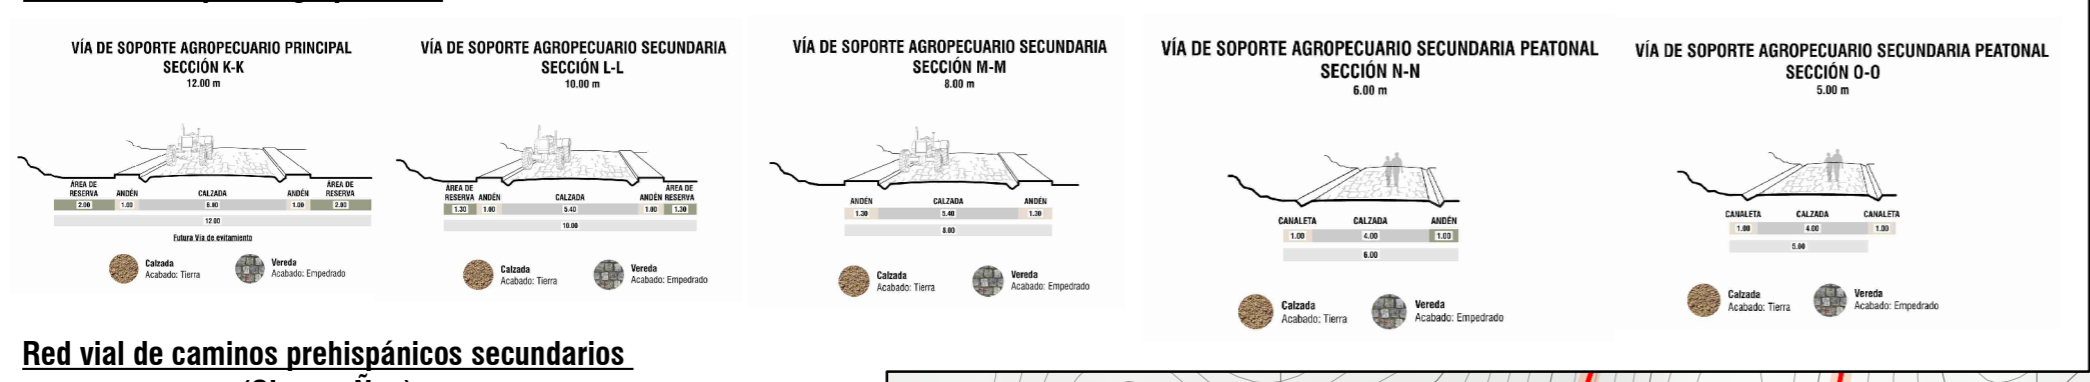 VÍA DE SOPORTE AGROPECUARIO PRINCIPAL
SECCIÓN K-K
12.00 m
ÁREA DE
RESERVA
ANDÉN
CALZADA
ANDÉN
ÁREA DE
RESERVA
2.00
1.00
6.00
1.00
2.00
12.00
Futura Vía de evitamiento
Calzada
Acabado: Tierra
Vereda
Acabado: Empedrado
VÍA DE SOPORTE AGROPECUARIO SECUNDARIA
SECCIÓN L-L
10.00 m
ÁREA DE
RESERVA
ANDÉN
CALZADA
ANDÉN
ÁREA DE
RESERVA
1.30
1.00
5.40
1.00
1.30
10.00
Calzada
Acabado: Tierra
Vereda
Acabado: Empedrado
VÍA DE SOPORTE AGROPECUARIO SECUNDARIA
SECCIÓN M-M
8.00 m
ANDÉN
CALZADA
ANDÉN
1.30
5.40
1.30
8.00
Calzada
Acabado: Tierra
Vereda
Acabado: Empedrado
VÍA DE SOPORTE AGROPECUARIO SECUNDARIA PEATONAL
SECCIÓN N-N
6.00 m
CANALETA
CALZADA
ANDÉN
1.00
4.00
1.00
6.00
Calzada
Acabado: Tierra
Vereda
Acabado: Empedrado
VÍA DE SOPORTE AGROPECUARIO SECUNDARIA PEATONAL
SECCIÓN O-O
5.00 m
CANALETA
CALZADA
CANALETA
1.00
4.00
1.00
5.00
Calzada
Acabado: Tierra
Vereda
Acabado: Empedrado
Red vial de caminos prehispánicos secundarios